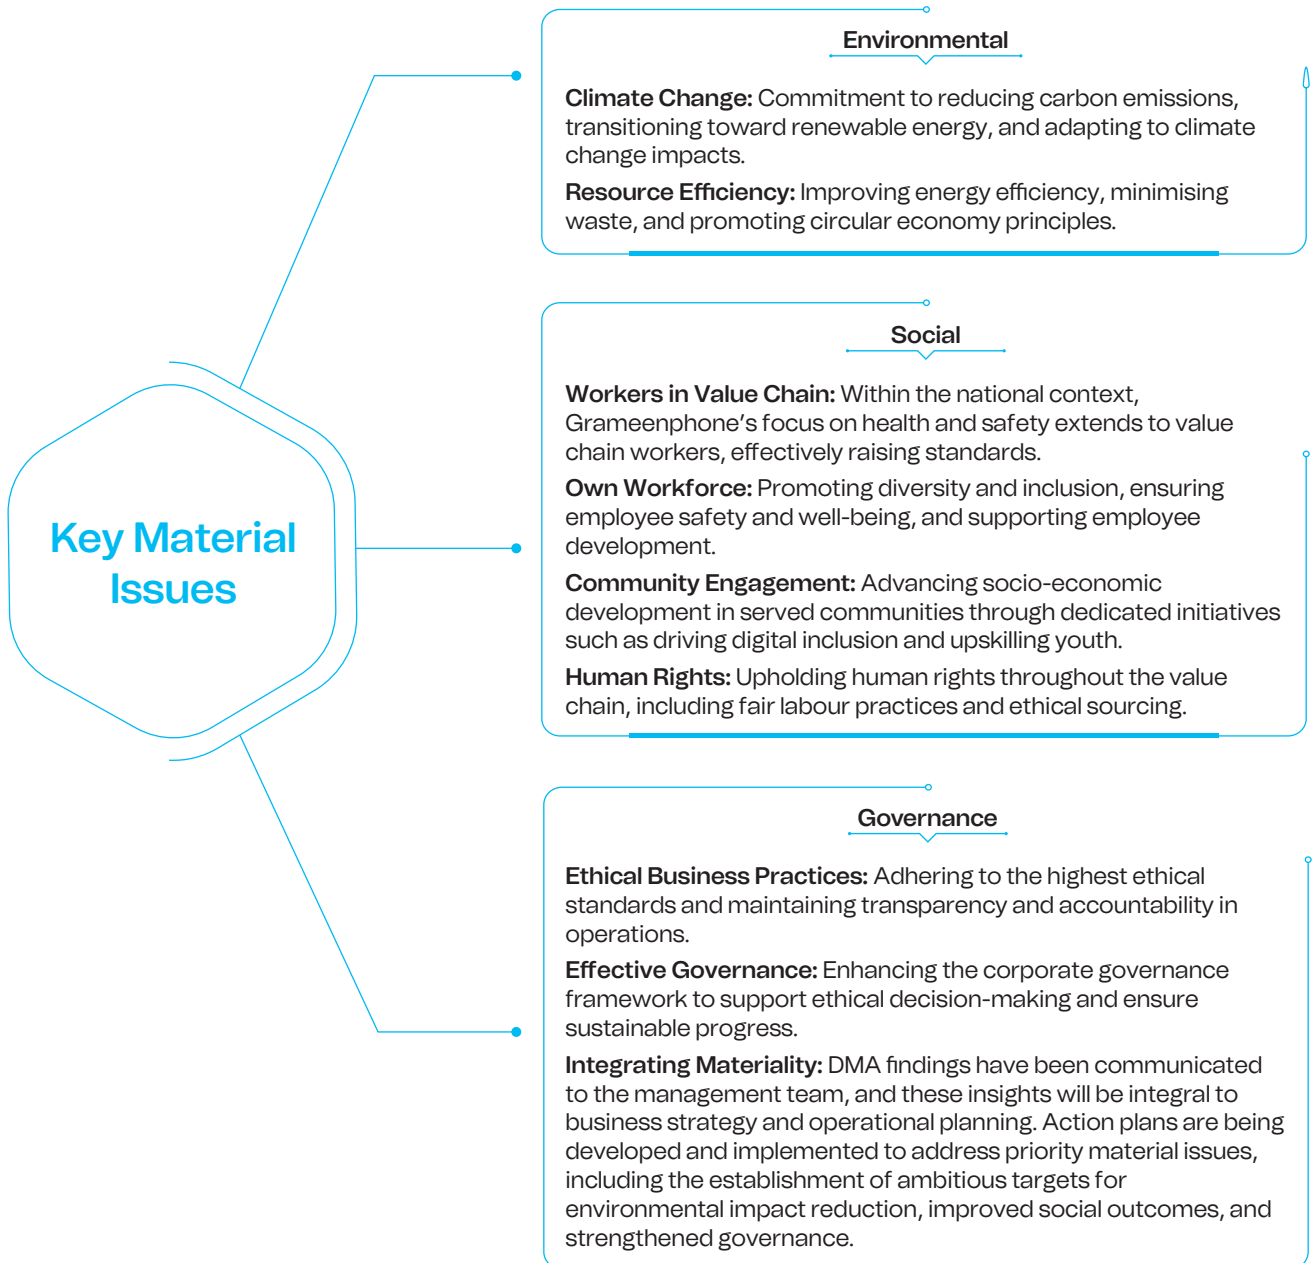 Key Material
Issues
Environmental
Climate Change: Commitment to reducing carbon emissions,
transitioning toward renewable energy, and adapting to climate
change impacts.
Resource Efficiency: Improving energy efficiency, minimising
waste, and promoting circular economy principles.
Social
Workers in Value Chain: Within the national context,
Grameenphone’s focus on health and safety extends to value
chain workers, effectively raising standards.
Own Workforce: Promoting diversity and inclusion, ensuring
employee safety and well-being, and supporting employee
development.
Community Engagement: Advancing socio-economic
development in served communities through dedicated initiatives
such as driving digital inclusion and upskilling youth.
Human Rights: Upholding human rights throughout the value
chain, including fair labour practices and ethical sourcing.
Governance
Ethical Business Practices: Adhering to the highest ethical
standards and maintaining transparency and accountability in
operations.
Effective Governance: Enhancing the corporate governance
framework to support ethical decision-making and ensure
sustainable progress.
Integrating Materiality: DMA findings have been communicated
to the management team, and these insights will be integral to
business strategy and operational planning. Action plans are being
developed and implemented to address priority material issues,
including the establishment of ambitious targets for
environmental impact reduction, improved social outcomes, and
strengthened governance.